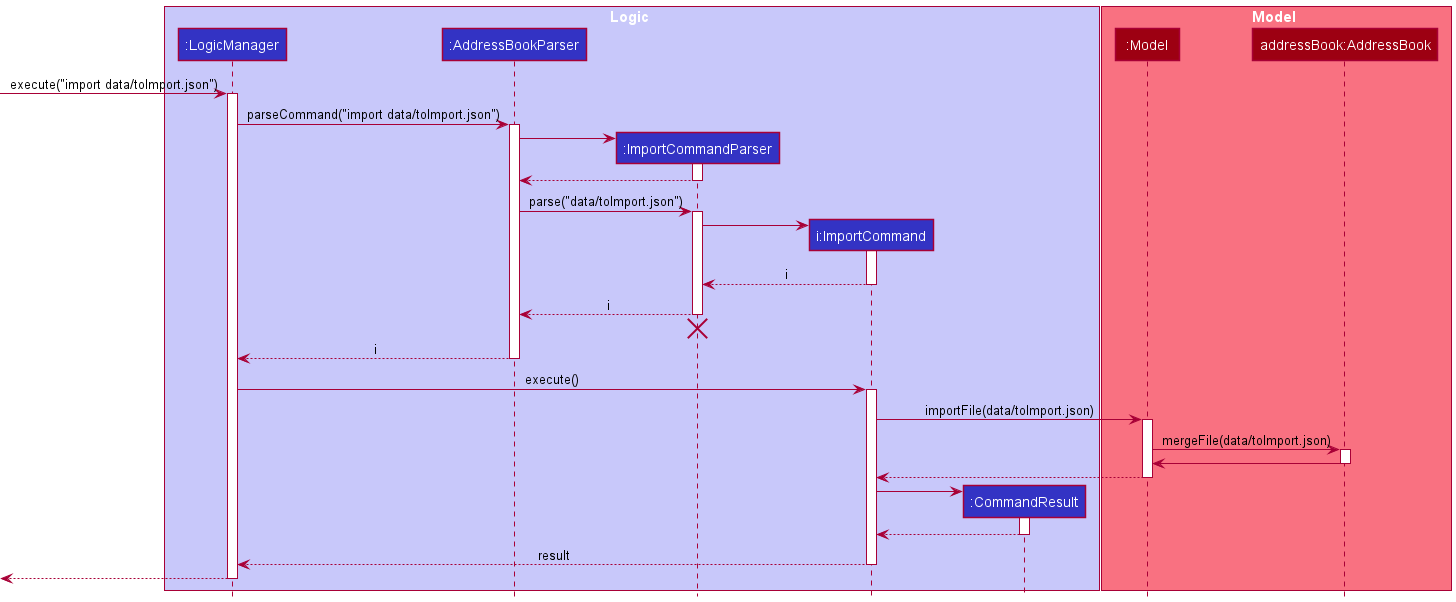 Logic
Model
:LogicManager
:AddressBookParser
:Model
addressBook:AddressBook
execute("import data/toImport.json")
parseCommand("import data/toImport.json")
:ImportCommandParser
parse("data/toImport.json")
i:ImportCommand
i
i
i
execute()
importFile(data/toImport.json)
mergeFile(data/toImport.json)
:CommandResult
result